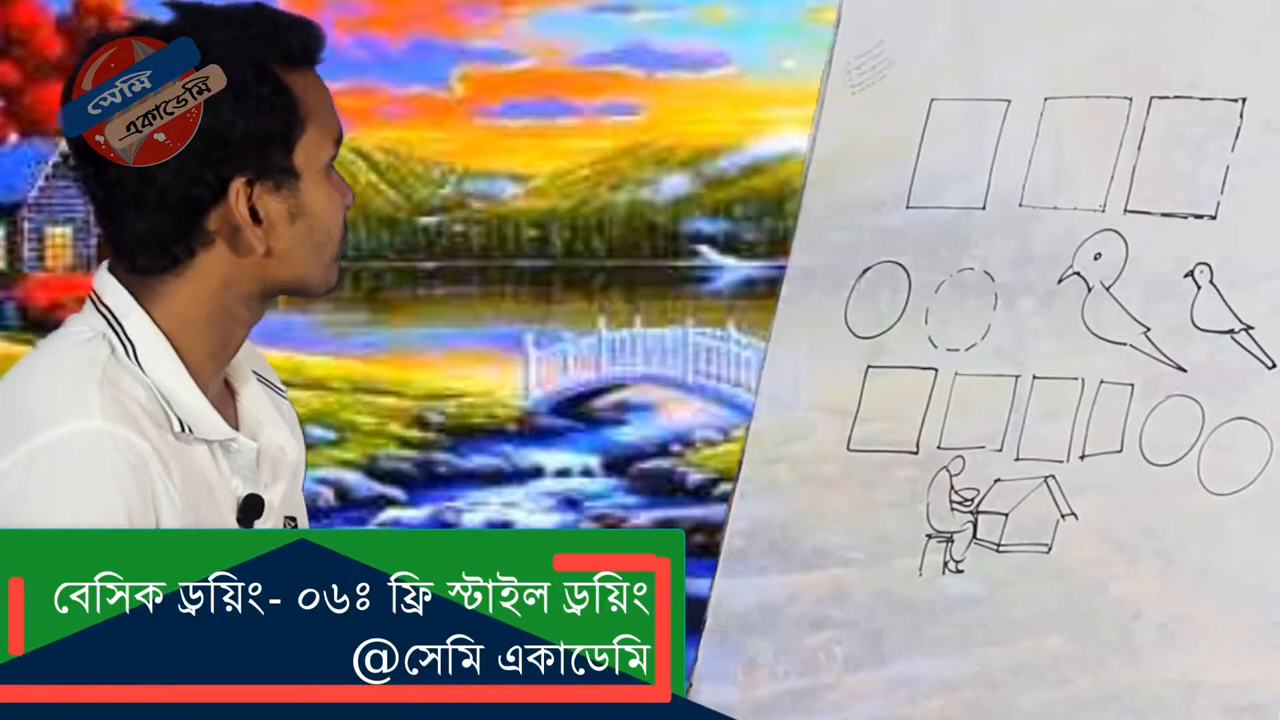 সেমি
একাডেমি
বেসিক ড্রয়িং- ০৬ঃ ফ্রি স্টাইল ড্রয়িং
@সেমি একাডেমি